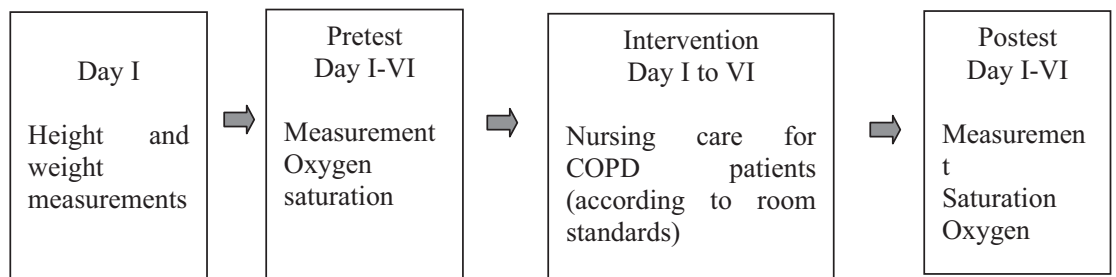 Day I
Height and
weight
measurements
Pretest
Day I-VI
Measurement
Oxygen
saturation
Intervention
Day I to VI
Nursing care for
COPD patients
(according to room
standards)
Postest
Day I-VI
Measuremen
t
Saturation
Oxygen